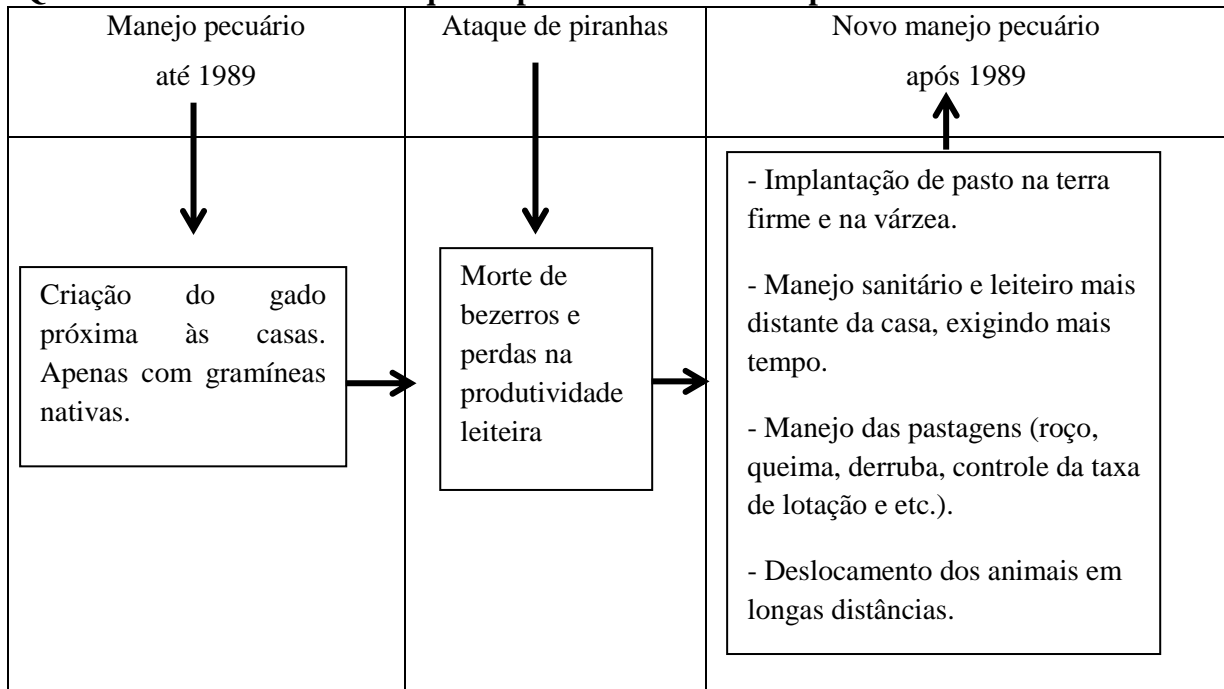 Manejo pecuário
até 1989
Ataque de piranhas
Novo manejo pecuário
após 1989
Criação do gado
próxima às casas.
Apenas com gramíneas
nativas.
Morte de
bezerros e
perdas na
produtividade
leiteira
- Implantação de pasto na terra
firme e na várzea.
- Manejo sanitário e leiteiro mais
distante da casa, exigindo mais
tempo.
- Manejo das pastagens (roço,
queima, derruba, controle da taxa
de lotação e etc.).
- Deslocamento dos animais em
longas distâncias.